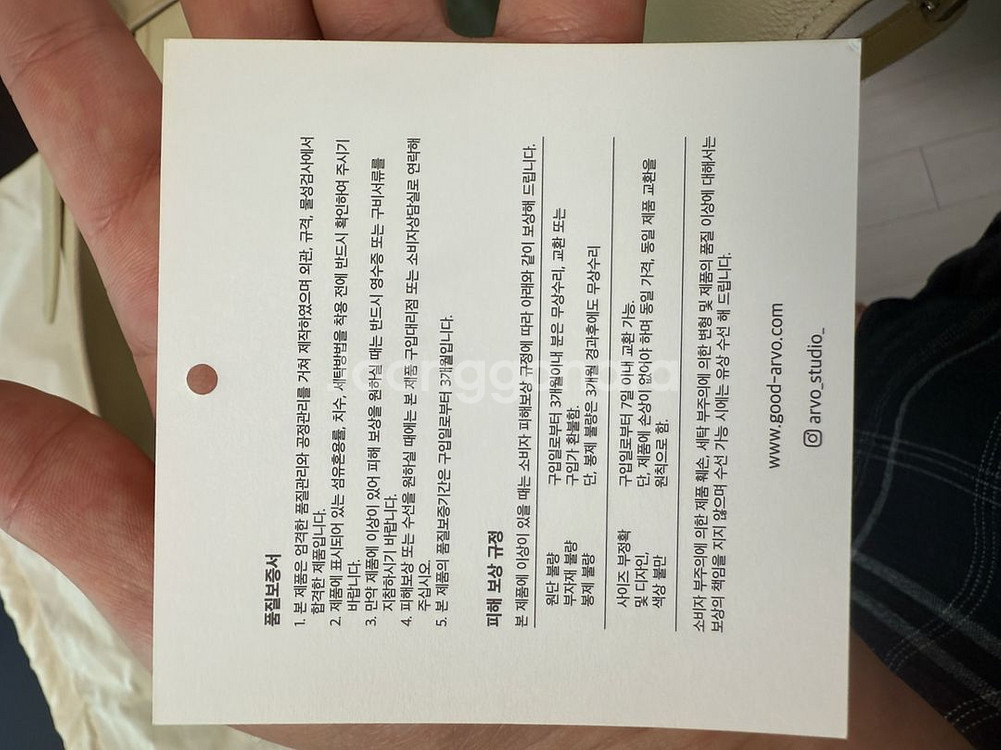 품질보증서
1. 본 제품은 엄격한 품질관리와 공정관리를 거쳐 제작하였으며 외관, 규격, 물성검사에서
합격한 제품입니다.
2. 제품에 표시되어 있는 섬유혼용률, 치수, 세탁방법을 착용 전에 반드시 확인하여 주시기
바랍니다.
3. 만약 제품에 이상이 있어 피해 보상을 원하실 때는 반드시 영수증 또는 구비서류를
지참하시기 바랍니다.
4. 피해보상 또는 수선을 원하실 때에는 본 제품 구입대리점 또는 소비자상담실로 연락해
주십시오.
5. 본 제품의 품질보증기간은 구입일로부터 3개월입니다.
피해 보상 규정
본 제품에 이상이 있을 때는 소비자 피해보상 규정에 따라 아래와 같이 보상해 드립니다.
원단 불량
부자재 불량
봉제 불량
구입일로부터 3개월이내 분은 무상수리, 교환 또는
구입가 환불함.
단, 봉제 불량은 3개월 경과후에도 무상수리
사이즈 부정확
및 디자인,
색상 불만
구입일로부터 7일 이내 교환 가능.
단, 제품에 손상이 없어야 하며 동일 가격, 동일 제품 교환을
원칙으로 함.
소비자 부주의에 의한 제품 훼손, 세탁 부주의에 의한 변형 및 제품의 품질 이상에 대해서는
보상의 책임을 지지 않으며 수선 가능 시에는 유상 수선 해 드립니다.
www.good-arvo.com
arvo_studio_